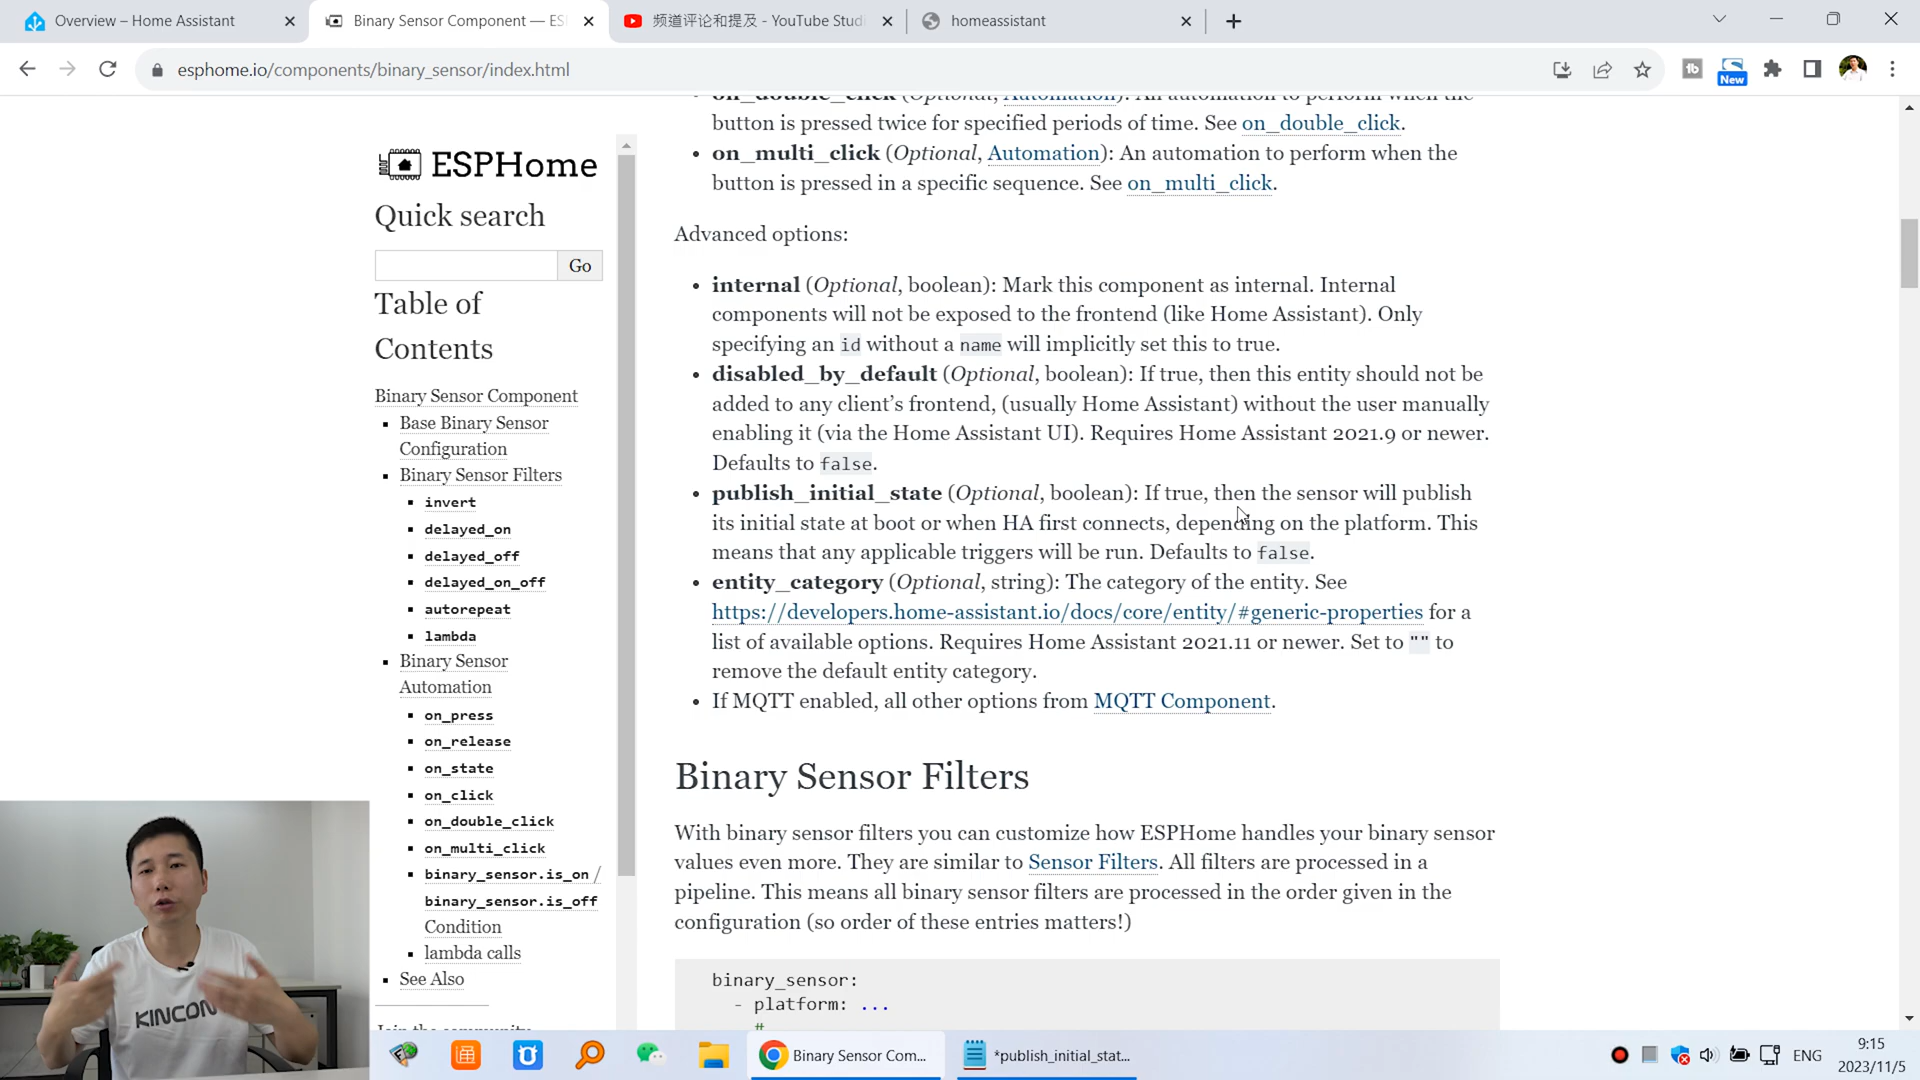 Overview – Home Assistant
Binary Sensor Component — ES
频道评论和提及 - YouTube Studi
homeassistant
esphome.io/components/binary_sensor/index.html
New
ESPHome
Quick search
Go
Table of
Contents
Binary Sensor Component
Base Binary Sensor
Configuration
Binary Sensor Filters
invert
delayed_on
delayed_off
delayed_on_off
autorepeat
lambda
Binary Sensor
Automation
on_press
on_release
on_state
on_click
on_double_click
on_multi_click
binary_sensor.is_on /
binary_sensor.is_off
Condition
lambda calls
See Also
Join the community
on_double_click (Optional, Automation): An automation to perform when the
button is pressed twice for specified periods of time. See on_double_click.
on_multi_click (Optional, Automation): An automation to perform when the
button is pressed in a specific sequence. See on_multi_click.
Advanced options:
internal (Optional, boolean): Mark this component as internal. Internal
components will not be exposed to the frontend (like Home Assistant). Only
specifying an id without a name will implicitly set this to true.
disabled_by_default (Optional, boolean): If true, then this entity should not be
added to any client’s frontend, (usually Home Assistant) without the user manually
enabling it (via the Home Assistant UI). Requires Home Assistant 2021.9 or newer.
Defaults to false.
publish_initial_state (Optional, boolean): If true, then the sensor will publish
its initial state at boot or when HA first connects, depending on the platform. This
means that any applicable triggers will be run. Defaults to false.
entity_category (Optional, string): The category of the entity. See
https://developers.home-assistant.io/docs/core/entity/#generic-properties for a
list of available options. Requires Home Assistant 2021.11 or newer. Set to "" to
remove the default entity category.
If MQTT enabled, all other options from MQTT Component.
Binary Sensor Filters
With binary sensor filters you can customize how ESPHome handles your binary sensor
values even more. They are similar to Sensor Filters. All filters are processed in a
pipeline. This means all binary sensor filters are processed in the order given in the
configuration (so order of these entries matters!)
binary_sensor:
- platform: ...
#
KINCON
Binary Sensor Com...
*publish_initial_stat...
ENG
9:15
2023/11/5